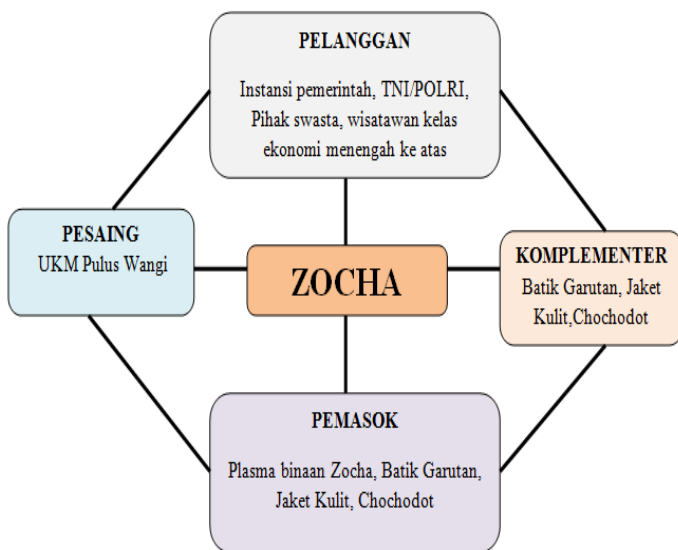 PELANGGAN
Instansi pemerintah, TNI/POLRI,
Pihak swasta, wisatawan kelas
ekonomi menengah ke atas
PESAING
UKM Pulus Wangi
ZOCHA
KOMPLEMENTER
Batik Garutan, Jaket
Kulit,Chochodot
PEMASOK
Plasma binaan Zocha, Batik Garutan,
Jaket Kulit, Chochodot